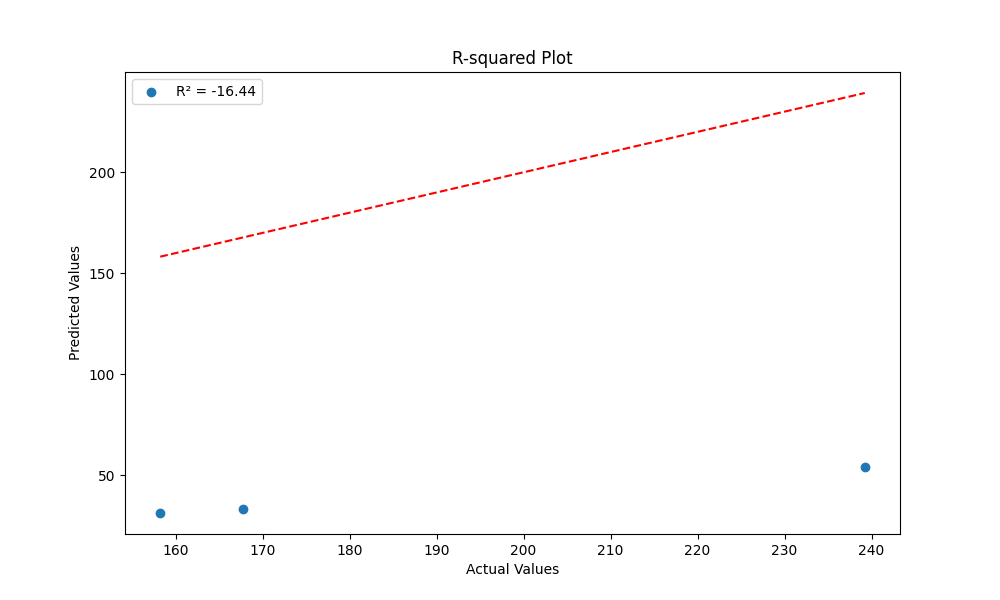 R-squared Plot
R² = -16.44
Predicted Values
200
150
100
50
160 170 180 190 200 210 220 230 240
Actual Values